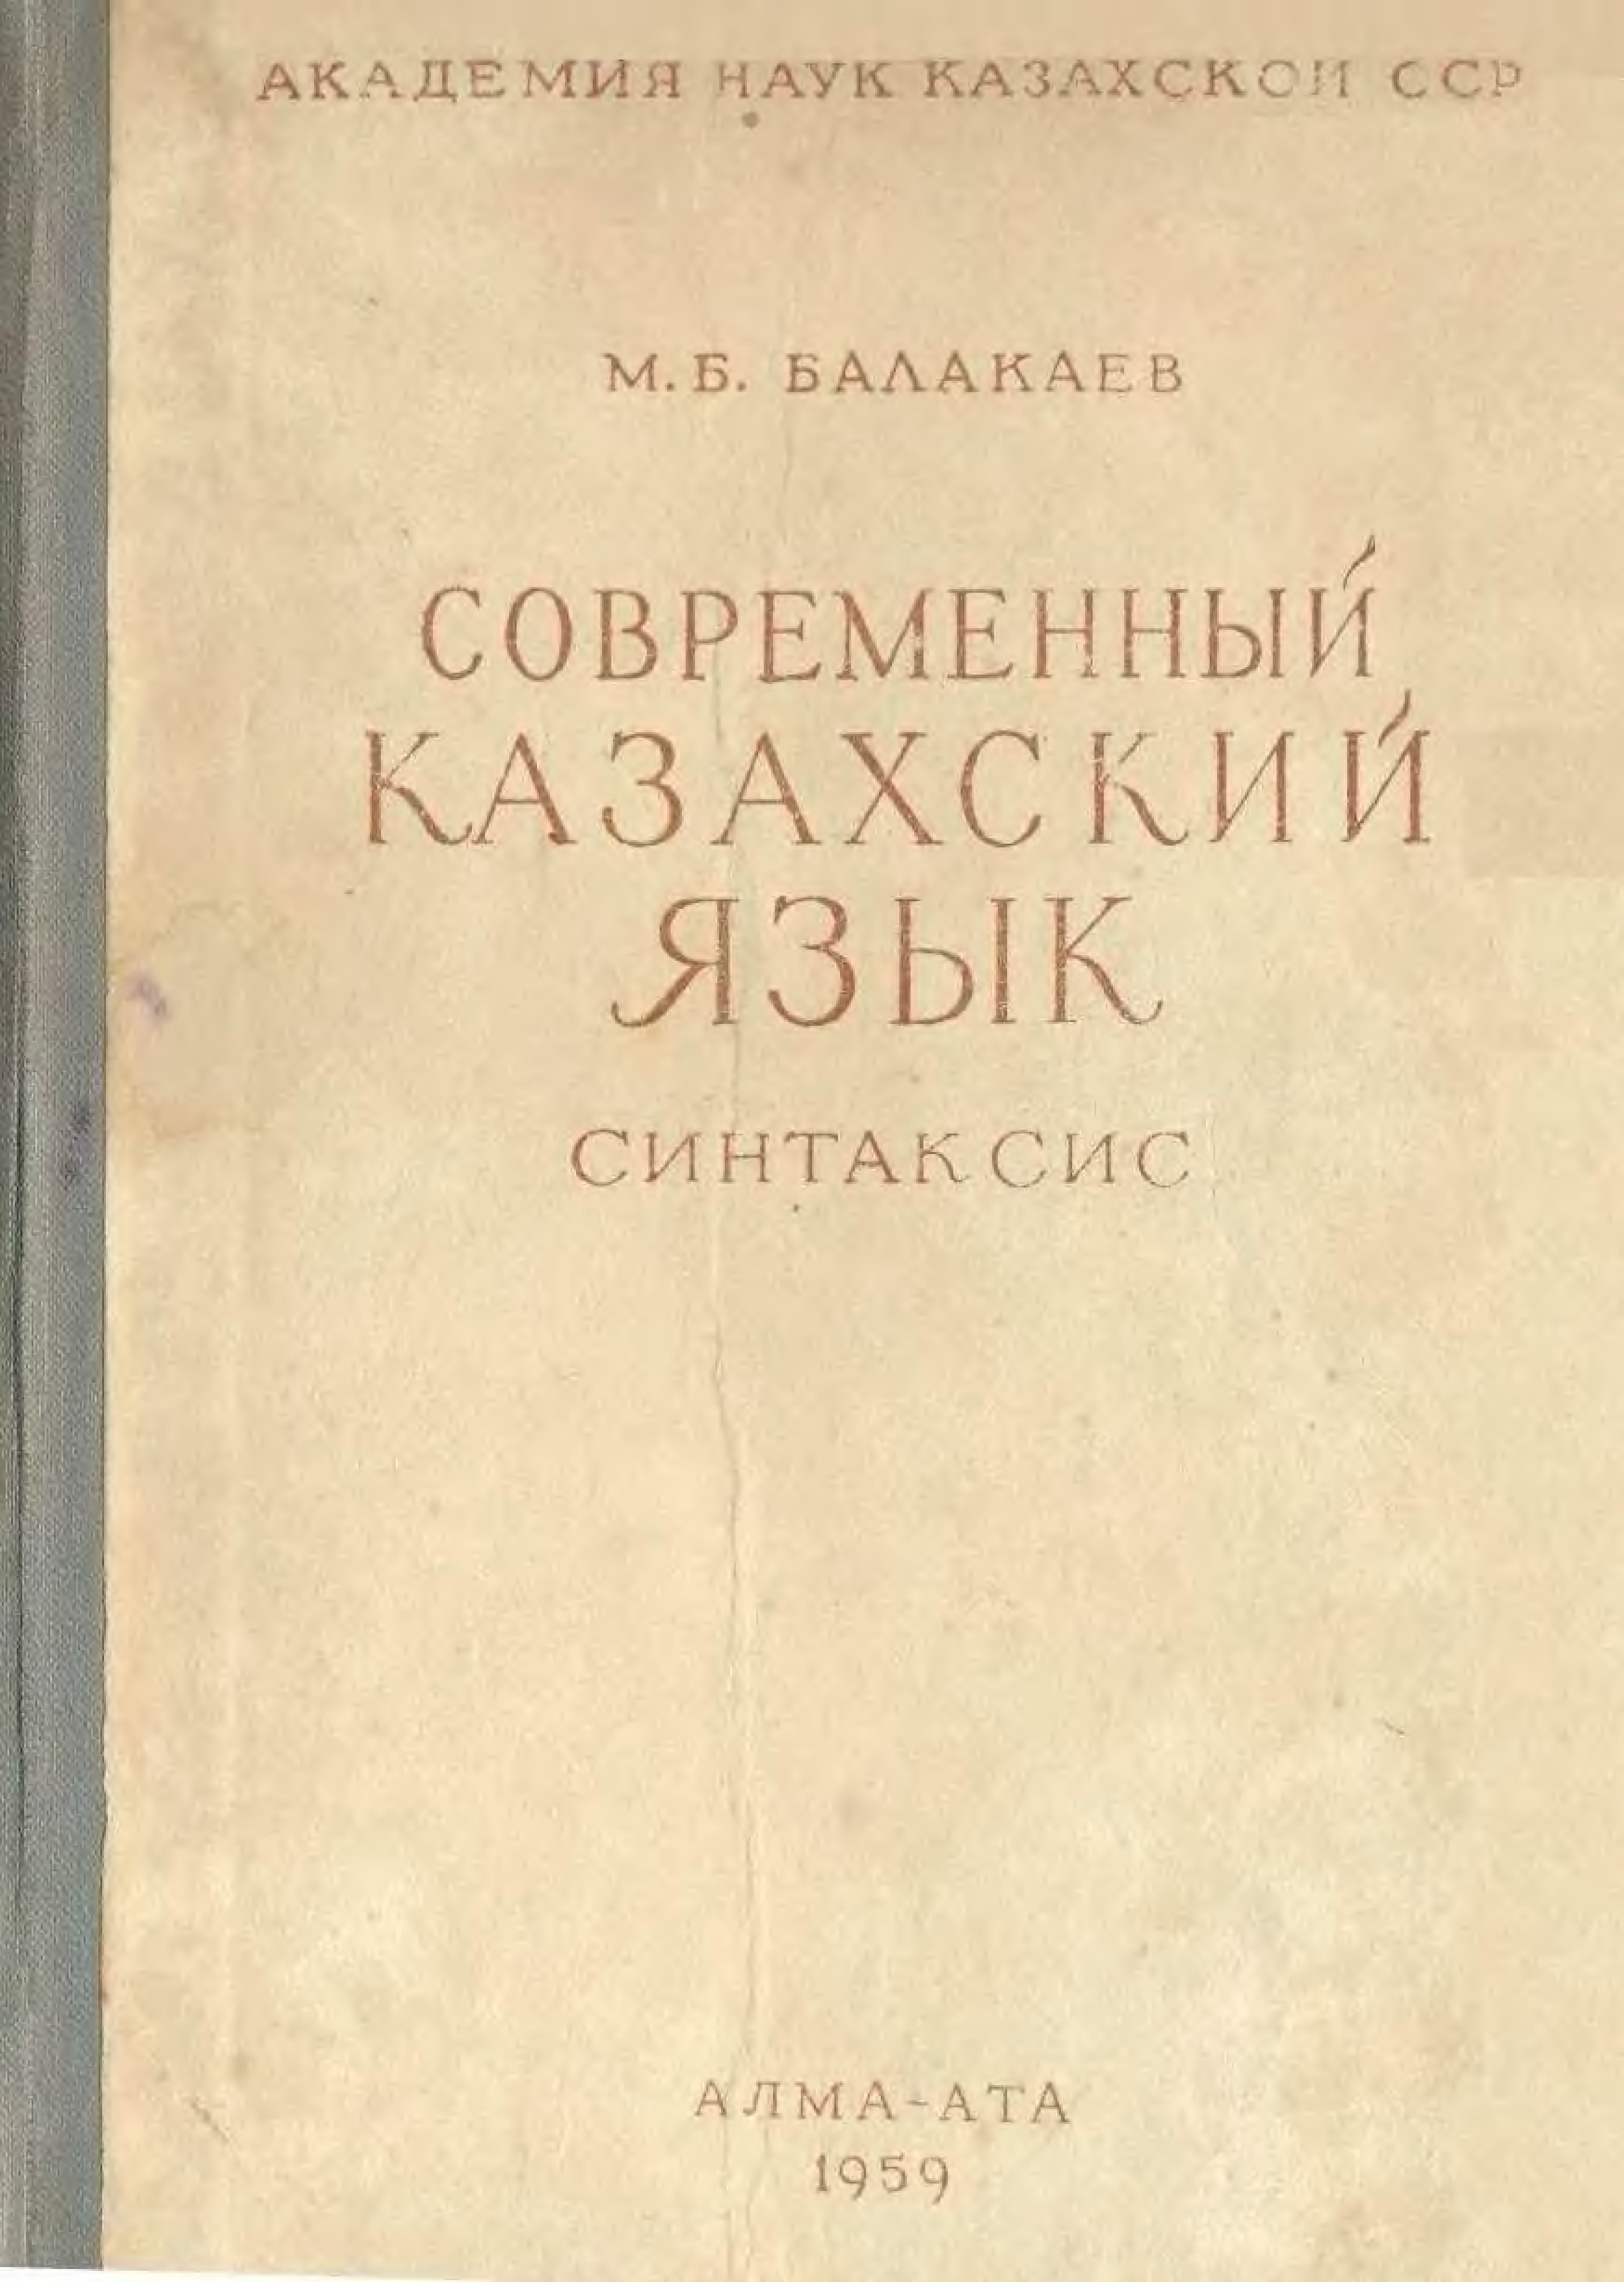 АКАДЕМИЯ НАУК КАЗАХСКОЙ ССР
М. Б. БАЛАКАЕВ
СОВРЕМЕННЫЙ
КАЗАХСКИЙ
ЯЗЫК
СИНТАКСИС
АЛМА-АТА
1959